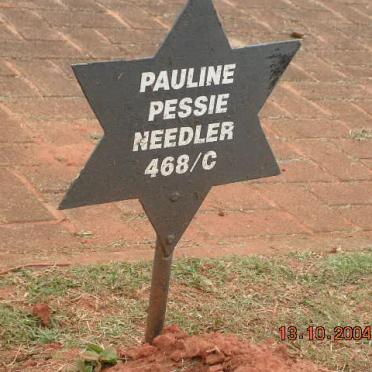 PAULINE
PESSIE
NEEDLER
468/C
13.10.2004